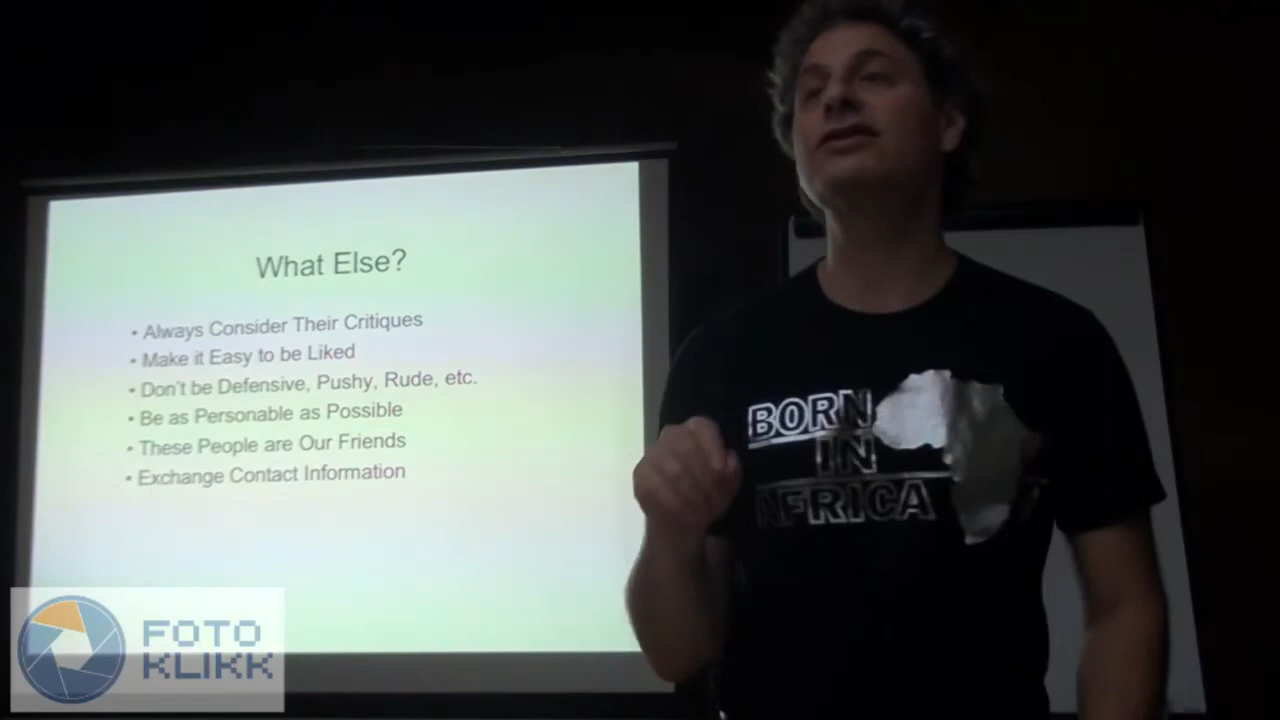 What Else?
• Always Consider Their Critiques
• Make it Easy to be Liked
• Don't be Defensive, Pushy, Rude, etc.
• Be as Personable as Possible
• These People are Our Friends
• Exchange Contact Information
BORN
IN
AFRICA
FOTO
KLIKK